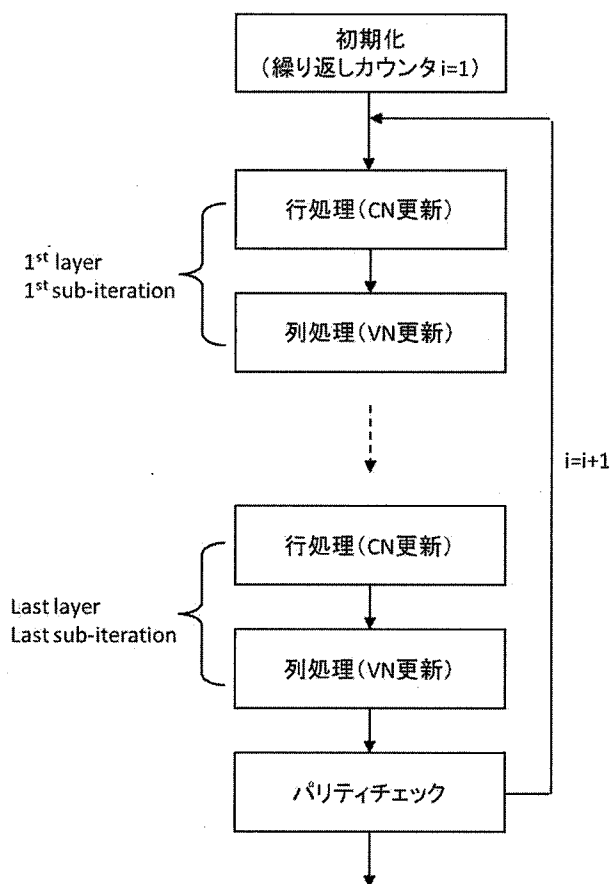 初期化
(繰り返しカウンタi=1)
行処理(CN更新)
1st layer
1st sub-iteration
列処理(VN更新)
i=i+1
行処理(CN更新)
Last layer
Last sub-iteration
列処理(VN更新)
パリティチェック